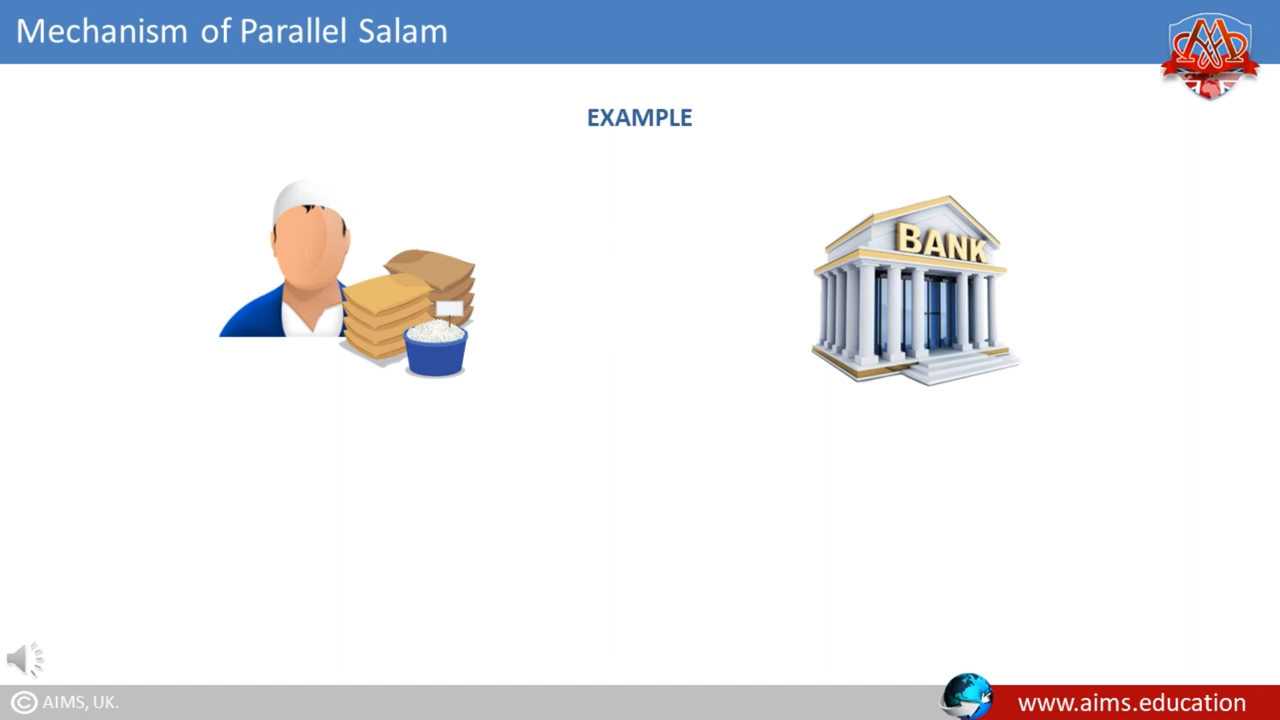 Mechanism of Parallel Salam
EXAMPLE
BANK
© AIMS, UK.
www.aims.education